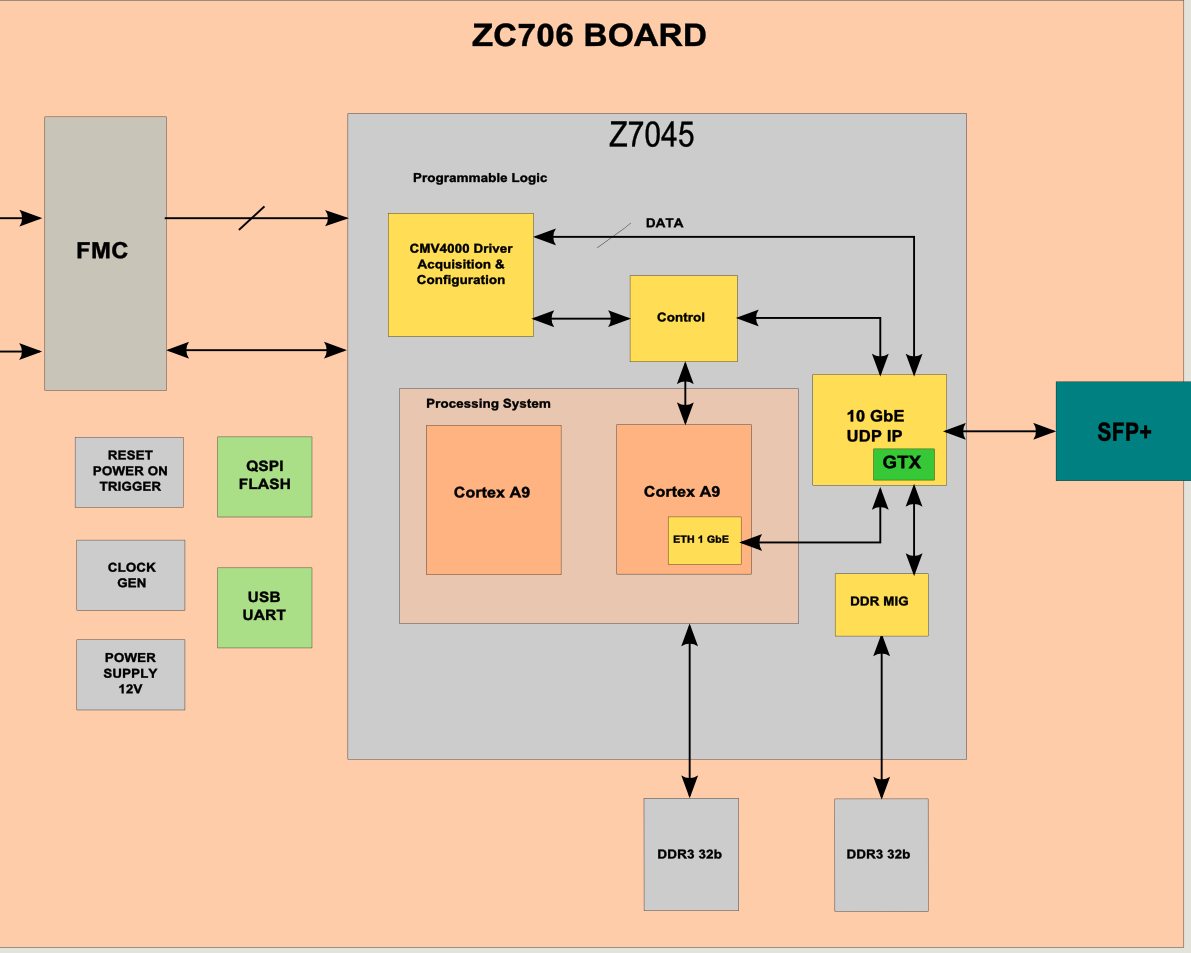 ZC706 BOARD
Z7045
Programmable Logic
DATA
CMV4000 Driver
Acquisition &
Configuration
FMC
Control
Processing System
10 GbE
UDP IP
GTX
SFP+
RESET
POWER ON
TRIGGER
QSPI
FLASH
Cortex A9
Cortex A9
ETH 1 GbE
CLOCK
GEN
USB
UART
DDR MIG
POWER
SUPPLY
12V
DDR3 32b
DDR3 32b